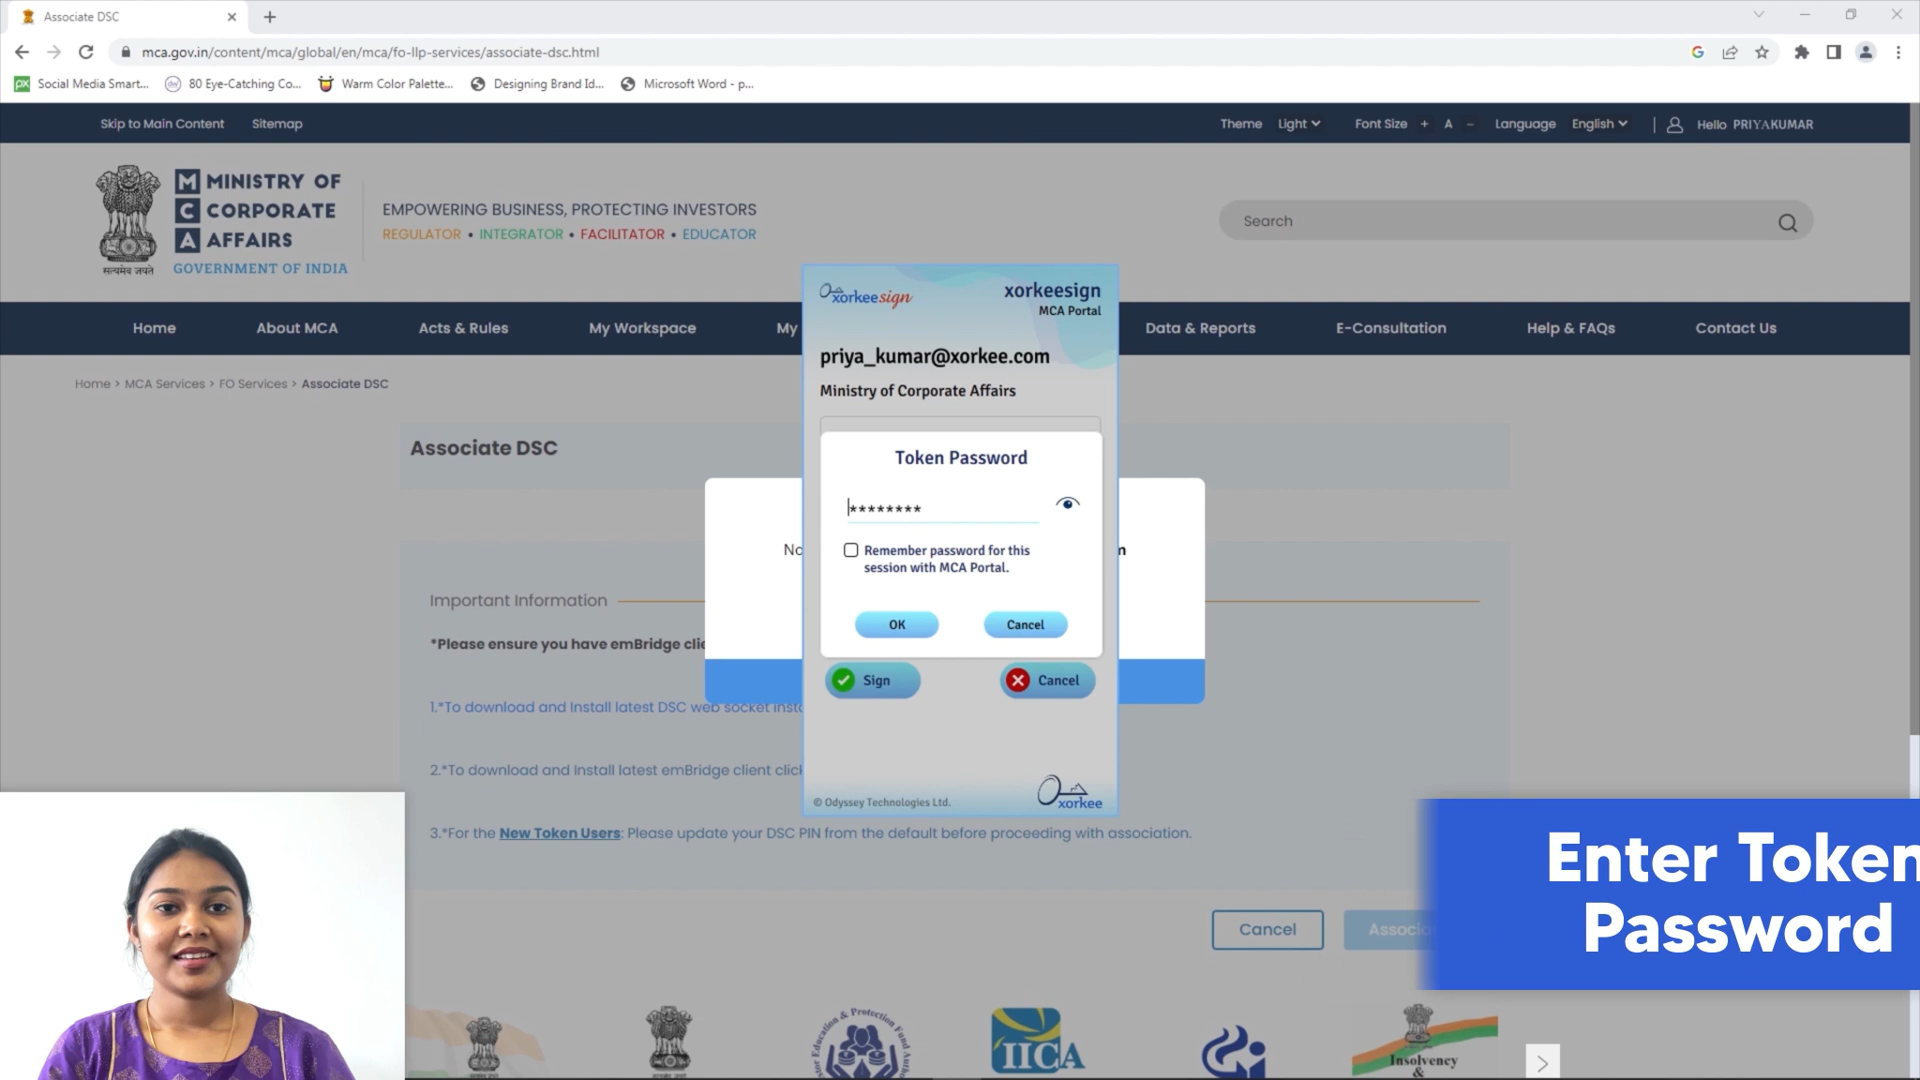 Associate DSC
mca.gov.in/content/mca/global/en/mca/fo-llp-services/associate-dsc.html
Social Media Smart...
80 Eye-Catching Co...
Warm Color Palette...
Designing Brand Id...
Microsoft Word - p...
Skip to Main Content
Sitemap
Theme Light
Font Size + A -
Language English
Hello PRIYAKUMAR
सत्यमेव जयते
MINISTRY OF
CORPORATE
AFFAIRS
GOVERNMENT OF INDIA
EMPOWERING BUSINESS, PROTECTING INVESTORS
REGULATOR • INTEGRATOR • FACILITATOR • EDUCATOR
Search
Home
About MCA
Acts & Rules
My Workspace
My
Data & Reports
E-Consultation
Help & FAQs
Contact Us
Home > MCA Services > FO Services > Associate DSC
Associate DSC
Important Information
*Please ensure you have emBridge clie
1.*To download and Install latest DSC web socket insta
2.*To download and Install latest emBridge client click
3.*For the New Token Users: Please update your DSC PIN from the default before proceeding with association.
No
n
xorkeesign
xorkeesign
MCA Portal
priya_kumar@xorkee.com
Ministry of Corporate Affairs
Token Password
********
Remember password for this
session with MCA Portal.
OK
Cancel
Sign
Cancel
© Odyssey Technologies Ltd.
xorkee
Cancel
Associa
Enter Token
Password
IICA
Insolvency
&